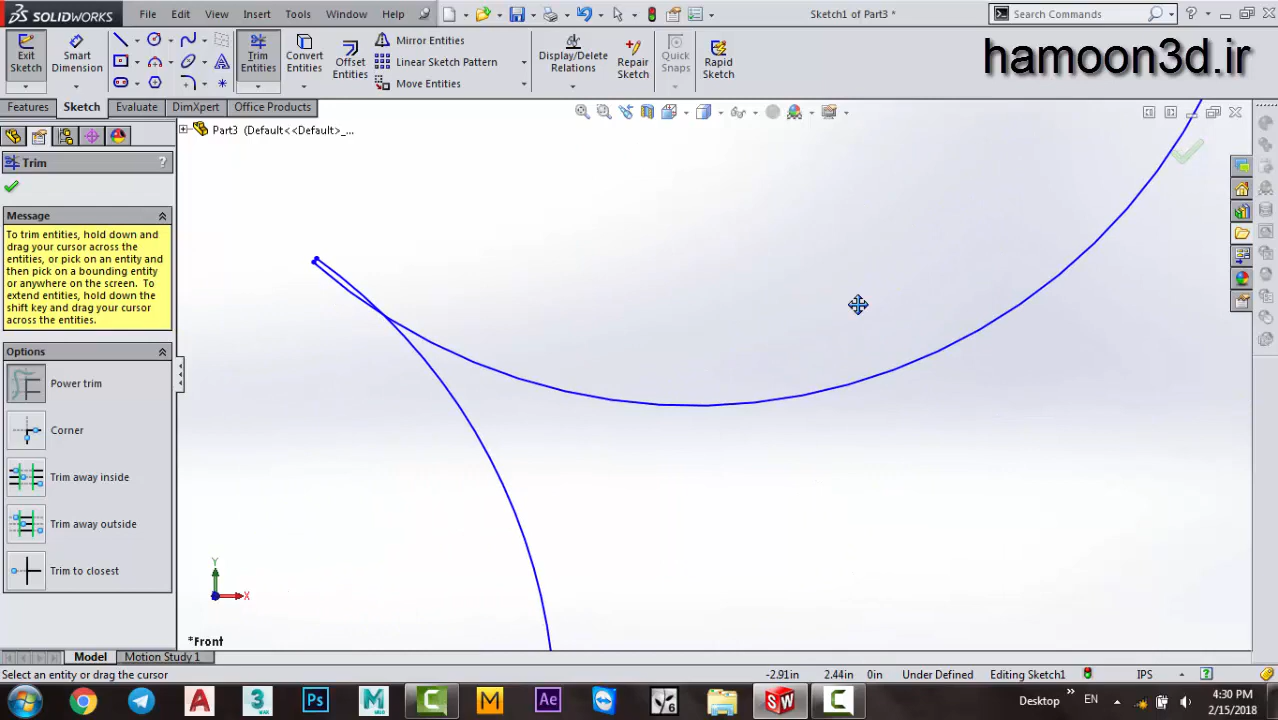 SOLIDWORKS
File
Edit
View
Insert
Tools
Window
Help
Sketch1 of Part3 *
Search Commands
hamoon3d.ir
Exit Sketch
Smart Dimension
Trim Entities
Convert Entities
Offset Entities
Mirror Entities
Linear Sketch Pattern
Move Entities
Display/Delete Relations
Repair Sketch
Quick Snaps
Rapid Sketch
Features
Sketch
Evaluate
DimXpert
Office Products
Part3 (Default<<Default>_...
Trim
?
Message
To trim entities, hold down and
drag your cursor across the
entities, or pick on an entity and
then pick on a bounding entity
or anywhere on the screen. To
extend entities, hold down the
shift key and drag your cursor
across the entities.
Options
Power trim
Corner
Trim away inside
Trim away outside
Trim to closest
Y
X
*Front
Model
Motion Study 1
Select an entity or drag the cursor
-2.91in
2.44in
0in
Under Defined
Editing Sketch1
IPS
Desktop
EN
4:30 PM
2/15/2018